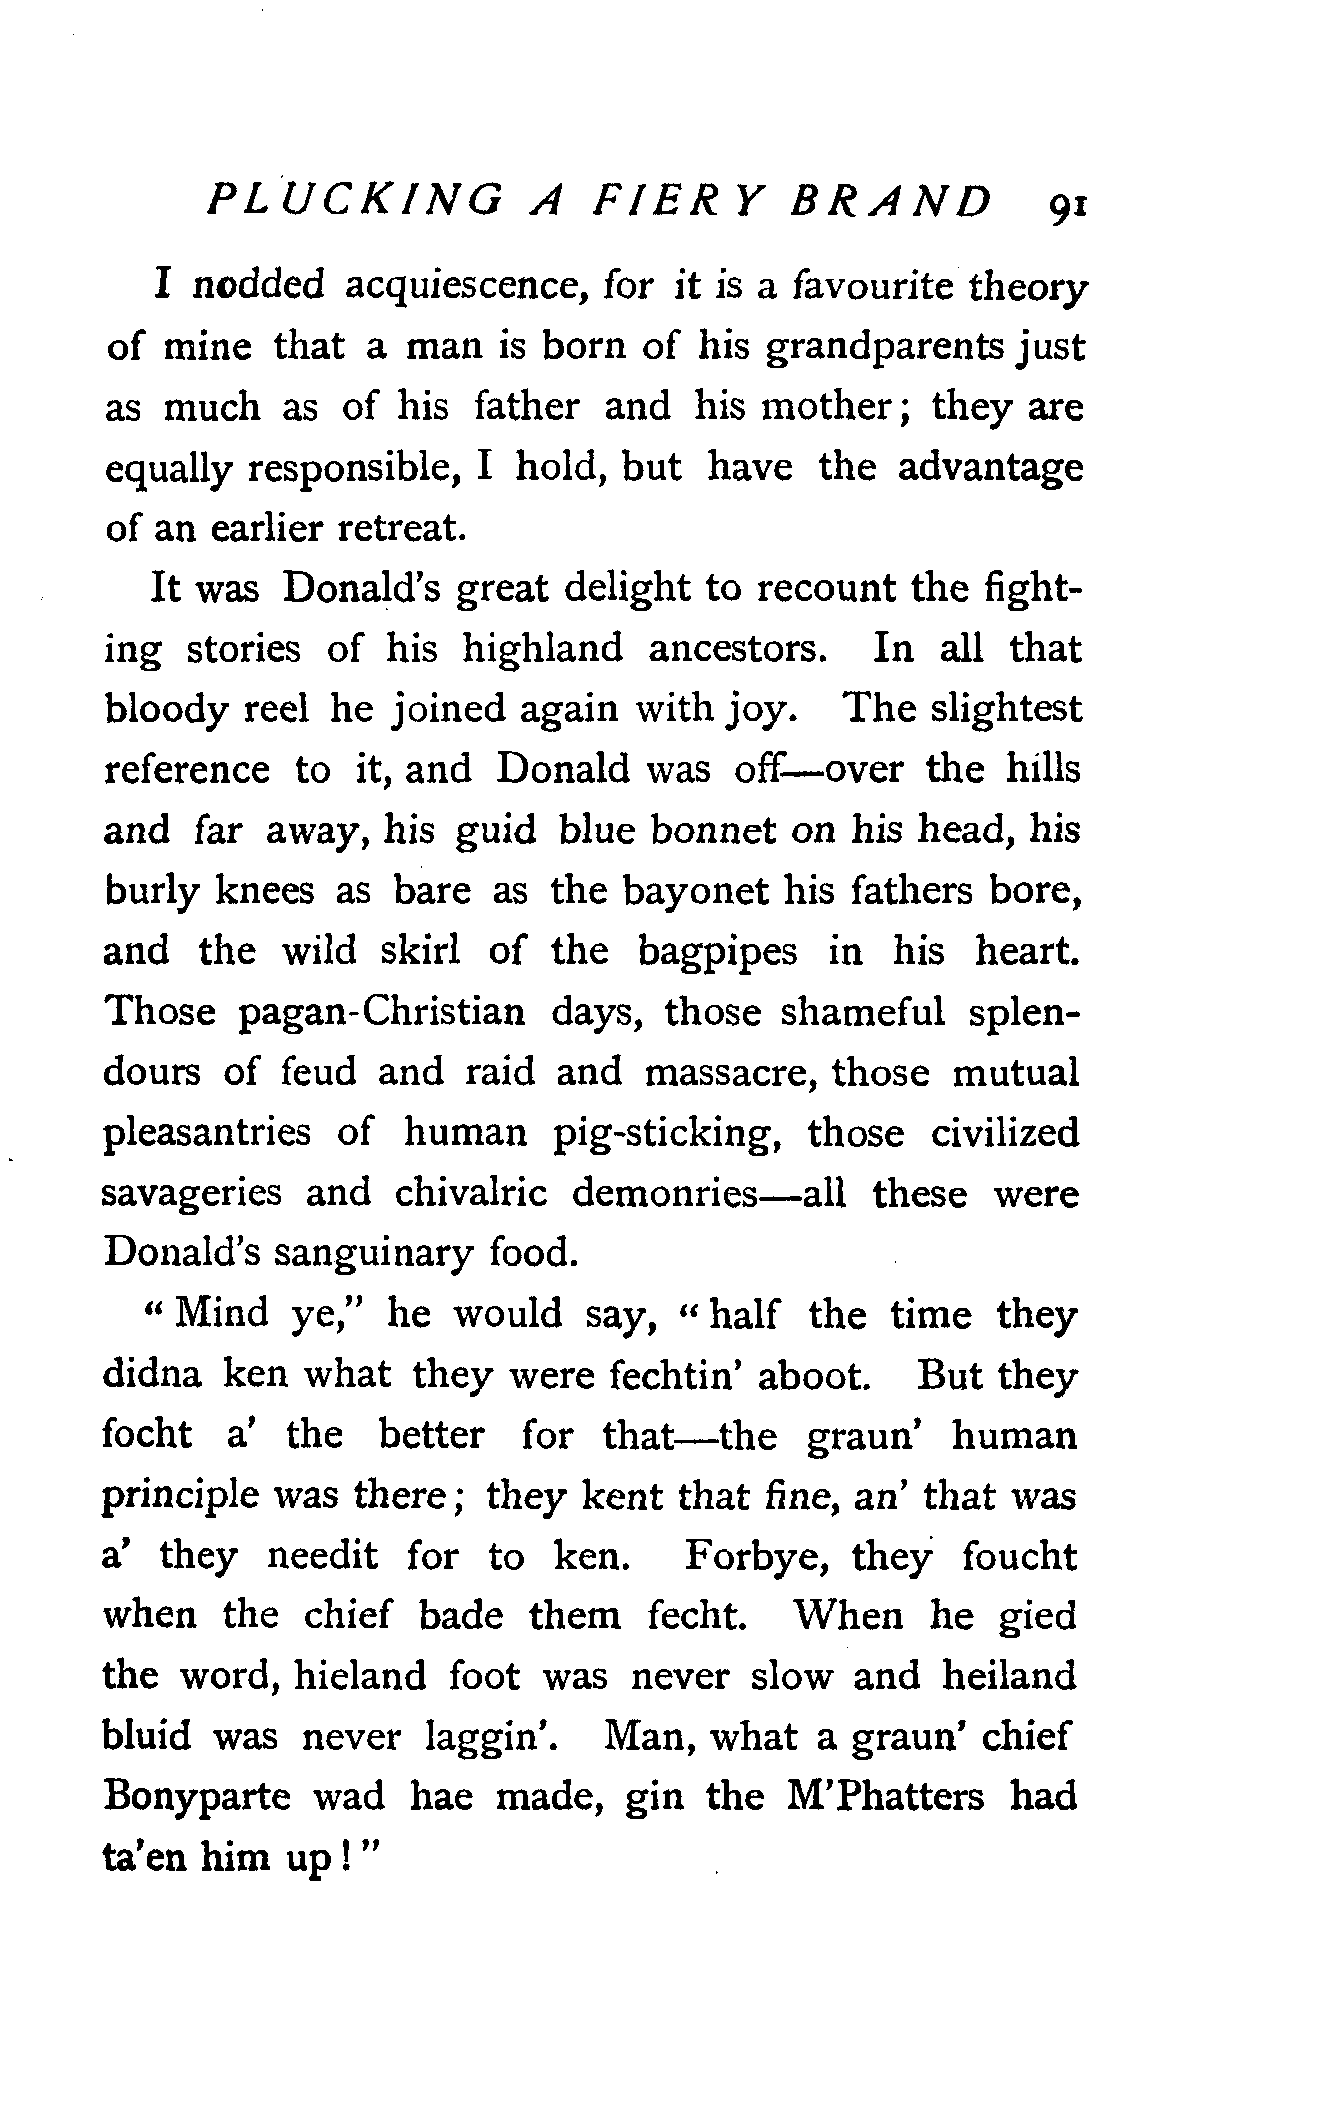 PLUCKING A FIERY BRAND 91
I nodded acquiescence, for it is a favourite theory
of mine that a man is born of his grandparents just
as much as of his father and his mother; they are
equally responsible, I hold, but have the advantage
of an earlier retreat.
It was Donald's great delight to recount the fight-
ing stories of his highland ancestors. In all that
bloody reel he joined again with joy. The slightest
reference to it, and Donald was off—over the hills
and far away, his guid blue bonnet on his head, his
burly knees as bare as the bayonet his fathers bore,
and the wild skirl of the bagpipes in his heart.
Those pagan-Christian days, those shameful splen-
dours of feud and raid and massacre, those mutual
pleasantries of human pig-sticking, those civilized
savageries and chivalric demonries—all these were
Donald's sanguinary food.
"Mind ye," he would say, "half the time they
didna ken what they were fechtin' aboot. But they
focht a' the better for that—the graun' human
principle was there; they kent that fine, an' that was
a' they needit for to ken. Forbye, they foucht
when the chief bade them fecht. When he gied
the word, hieland foot was never slow and heiland
bluid was never laggin'. Man, what a graun' chief
Bonyparte wad hae made, gin the M'Phatters had
ta'en him up!"